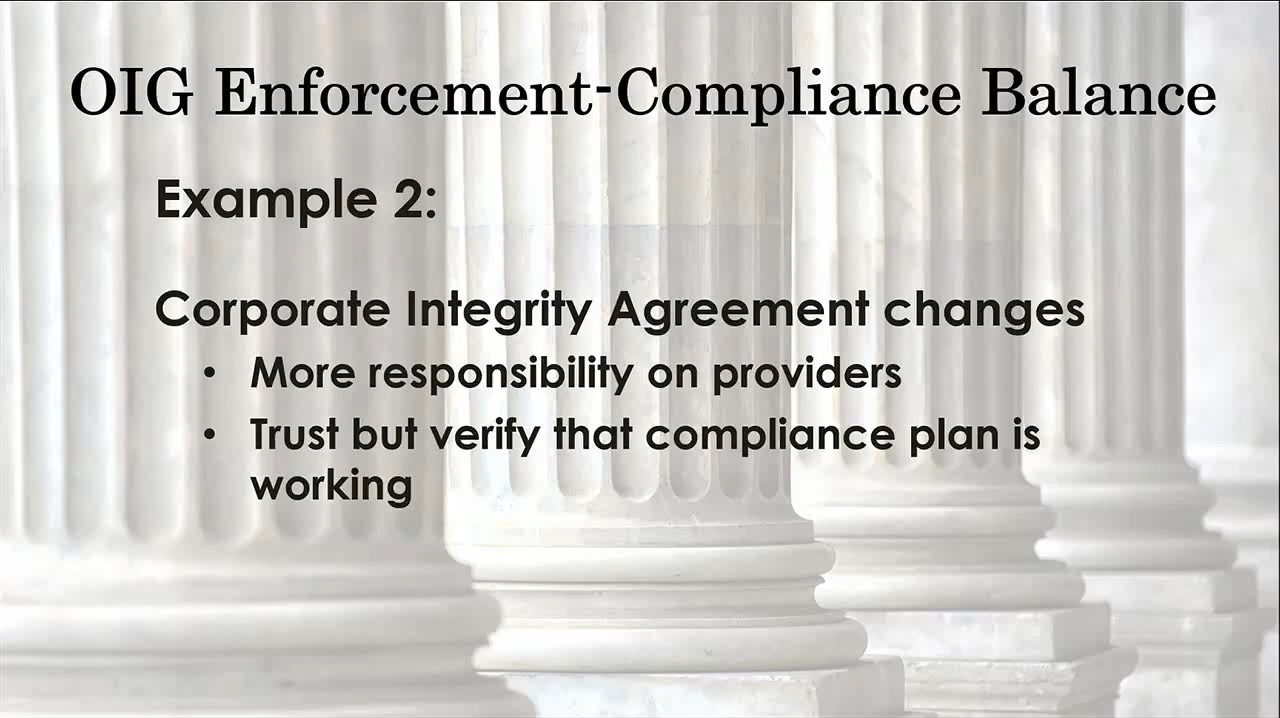 OIG Enforcement-Compliance Balance
Example 2:
Corporate Integrity Agreement changes
• More responsibility on providers
• Trust but verify that compliance plan is
working